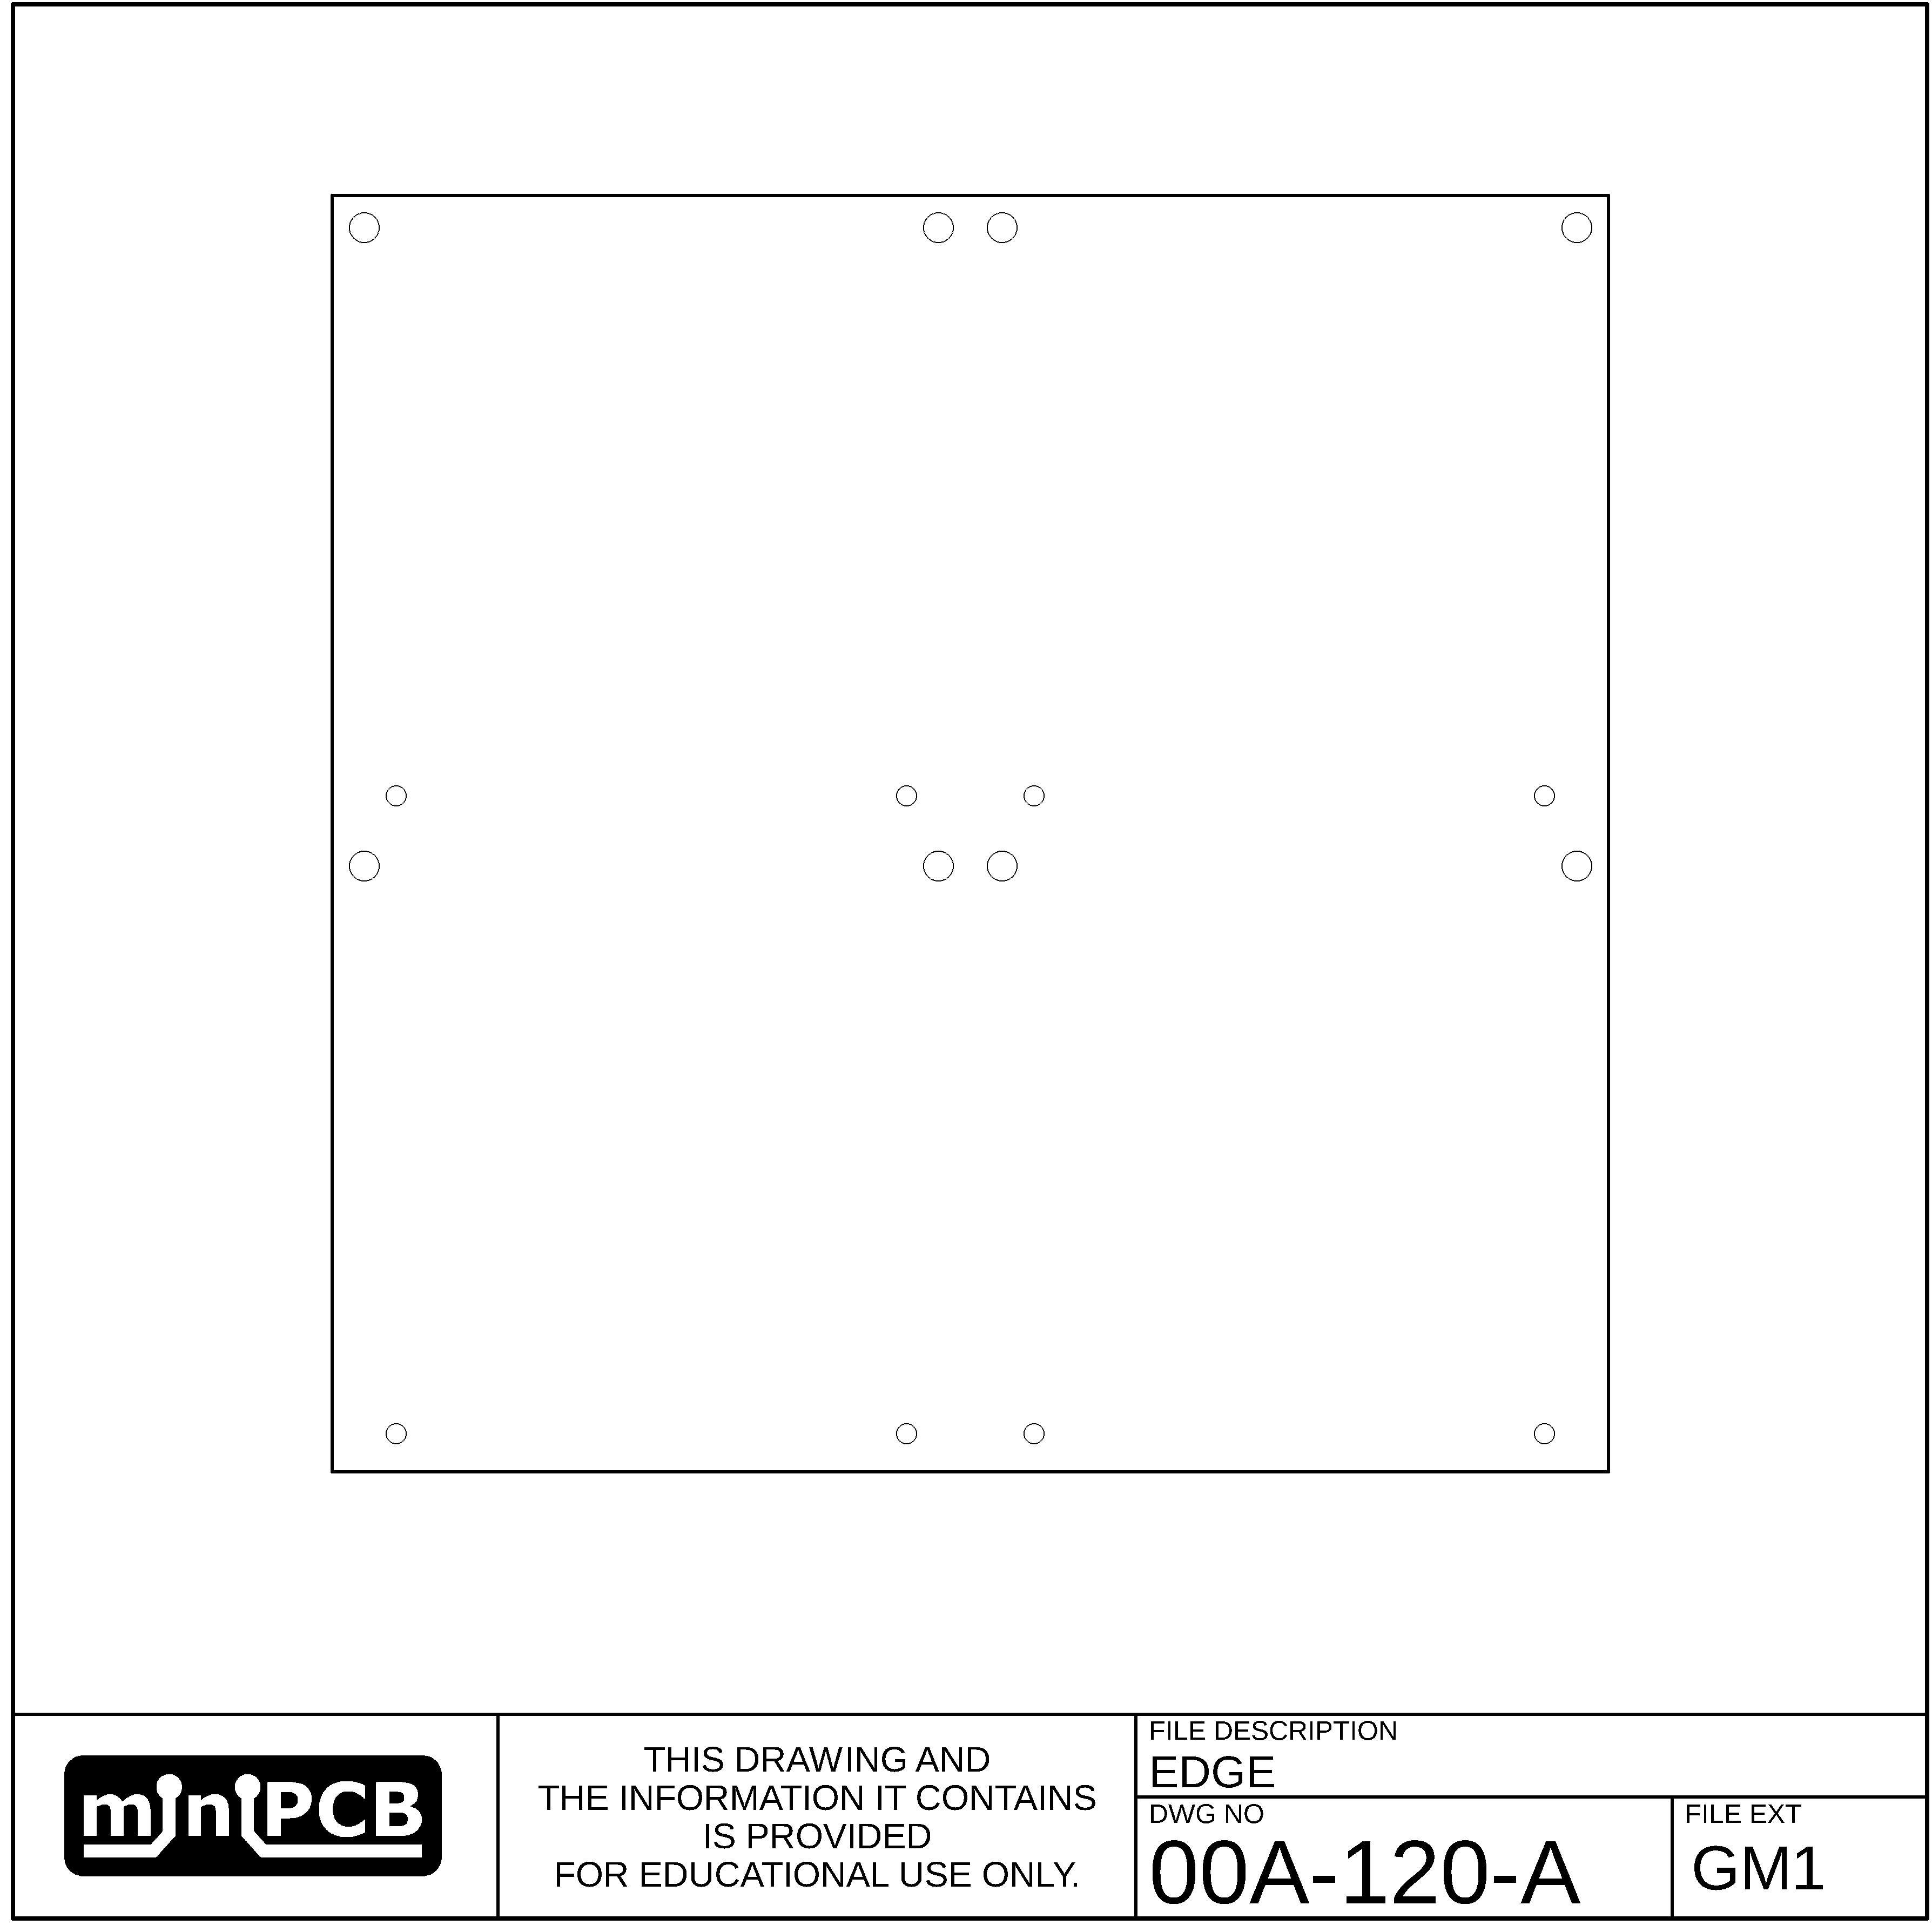 miniPCB
THIS DRAWING AND
THE INFORMATION IT CONTAINS
IS PROVIDED
FOR EDUCATIONAL USE ONLY.
FILE DESCRIPTION
EDGE
DWG NO
00A-120-A
FILE EXT
GM1